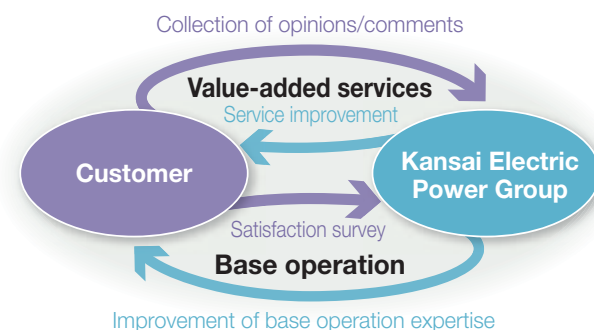 Collection of opinions/comments
Value-added services
Service improvement
Customer
Kansai Electric
Power Group
Satisfaction survey
Base operation
Improvement of base operation expertise